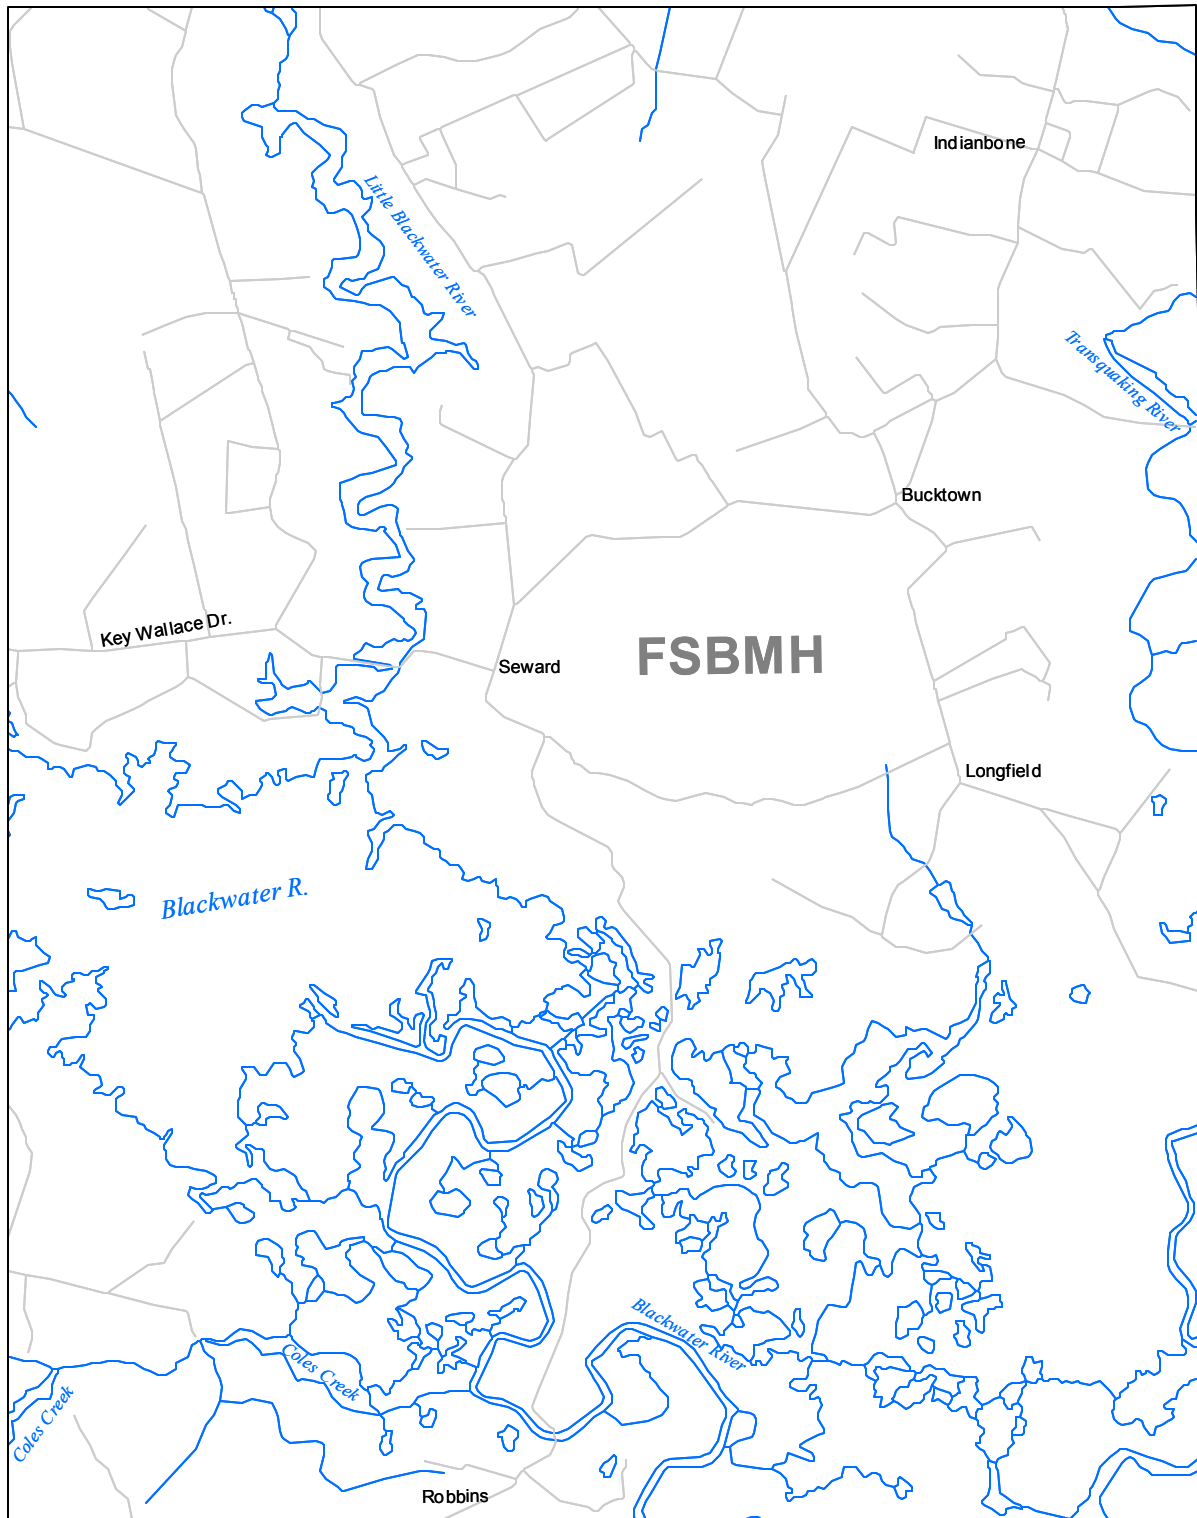 Indianbone
Little Blackwater River
Transquaking River
Bucktown
Key Wallace Dr.
Seward
FSBMH
Longfield
Blackwater R.
Blackwater River
Coles Creek
Coles Creek
Robbins